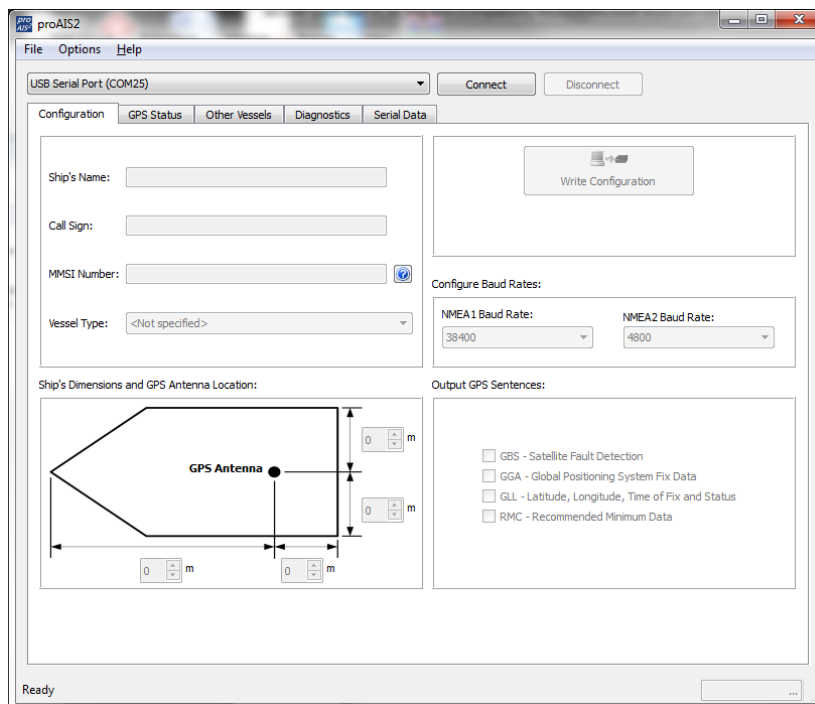 pro AIS2 proAIS2
File Options Help
USB Serial Port (COM25) Connect Disconnect
Configuration GPS Status Other Vessels Diagnostics Serial Data
Ship's Name:
Call Sign:
MMSI Number: ?
Vessel Type: <Not specified>
Write Configuration
Configure Baud Rates:
NMEA1 Baud Rate: NMEA2 Baud Rate:
38400 4800
Ship's Dimensions and GPS Antenna Location:
GPS Antenna
0 m
0 m
0 m 0 m
Output GPS Sentences:
GBS - Satellite Fault Detection
GGA - Global Positioning System Fix Data
GLL - Latitude, Longitude, Time of Fix and Status
RMC - Recommended Minimum Data
Ready ...